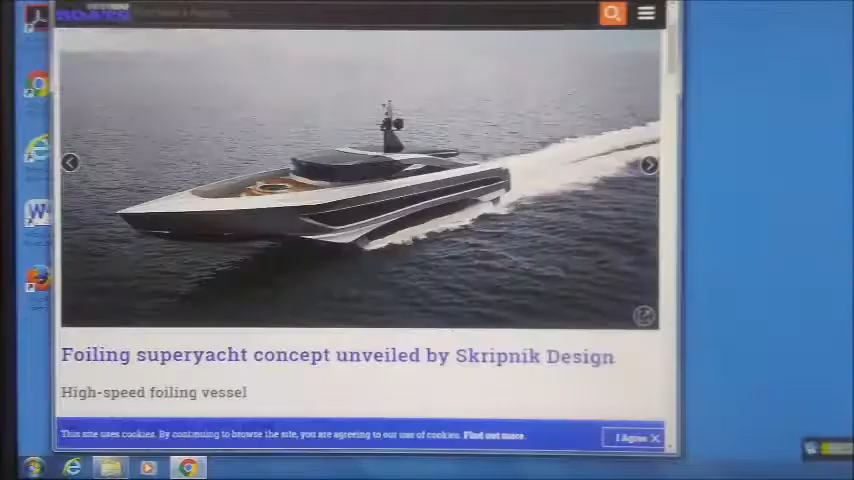 Foiling superyacht concept unveiled by Skripnik Design
High-speed foiling vessel
This site uses cookies. By continuing to browse the site, you are agreeing to our use of cookies. Find out more.
I Agree X
W